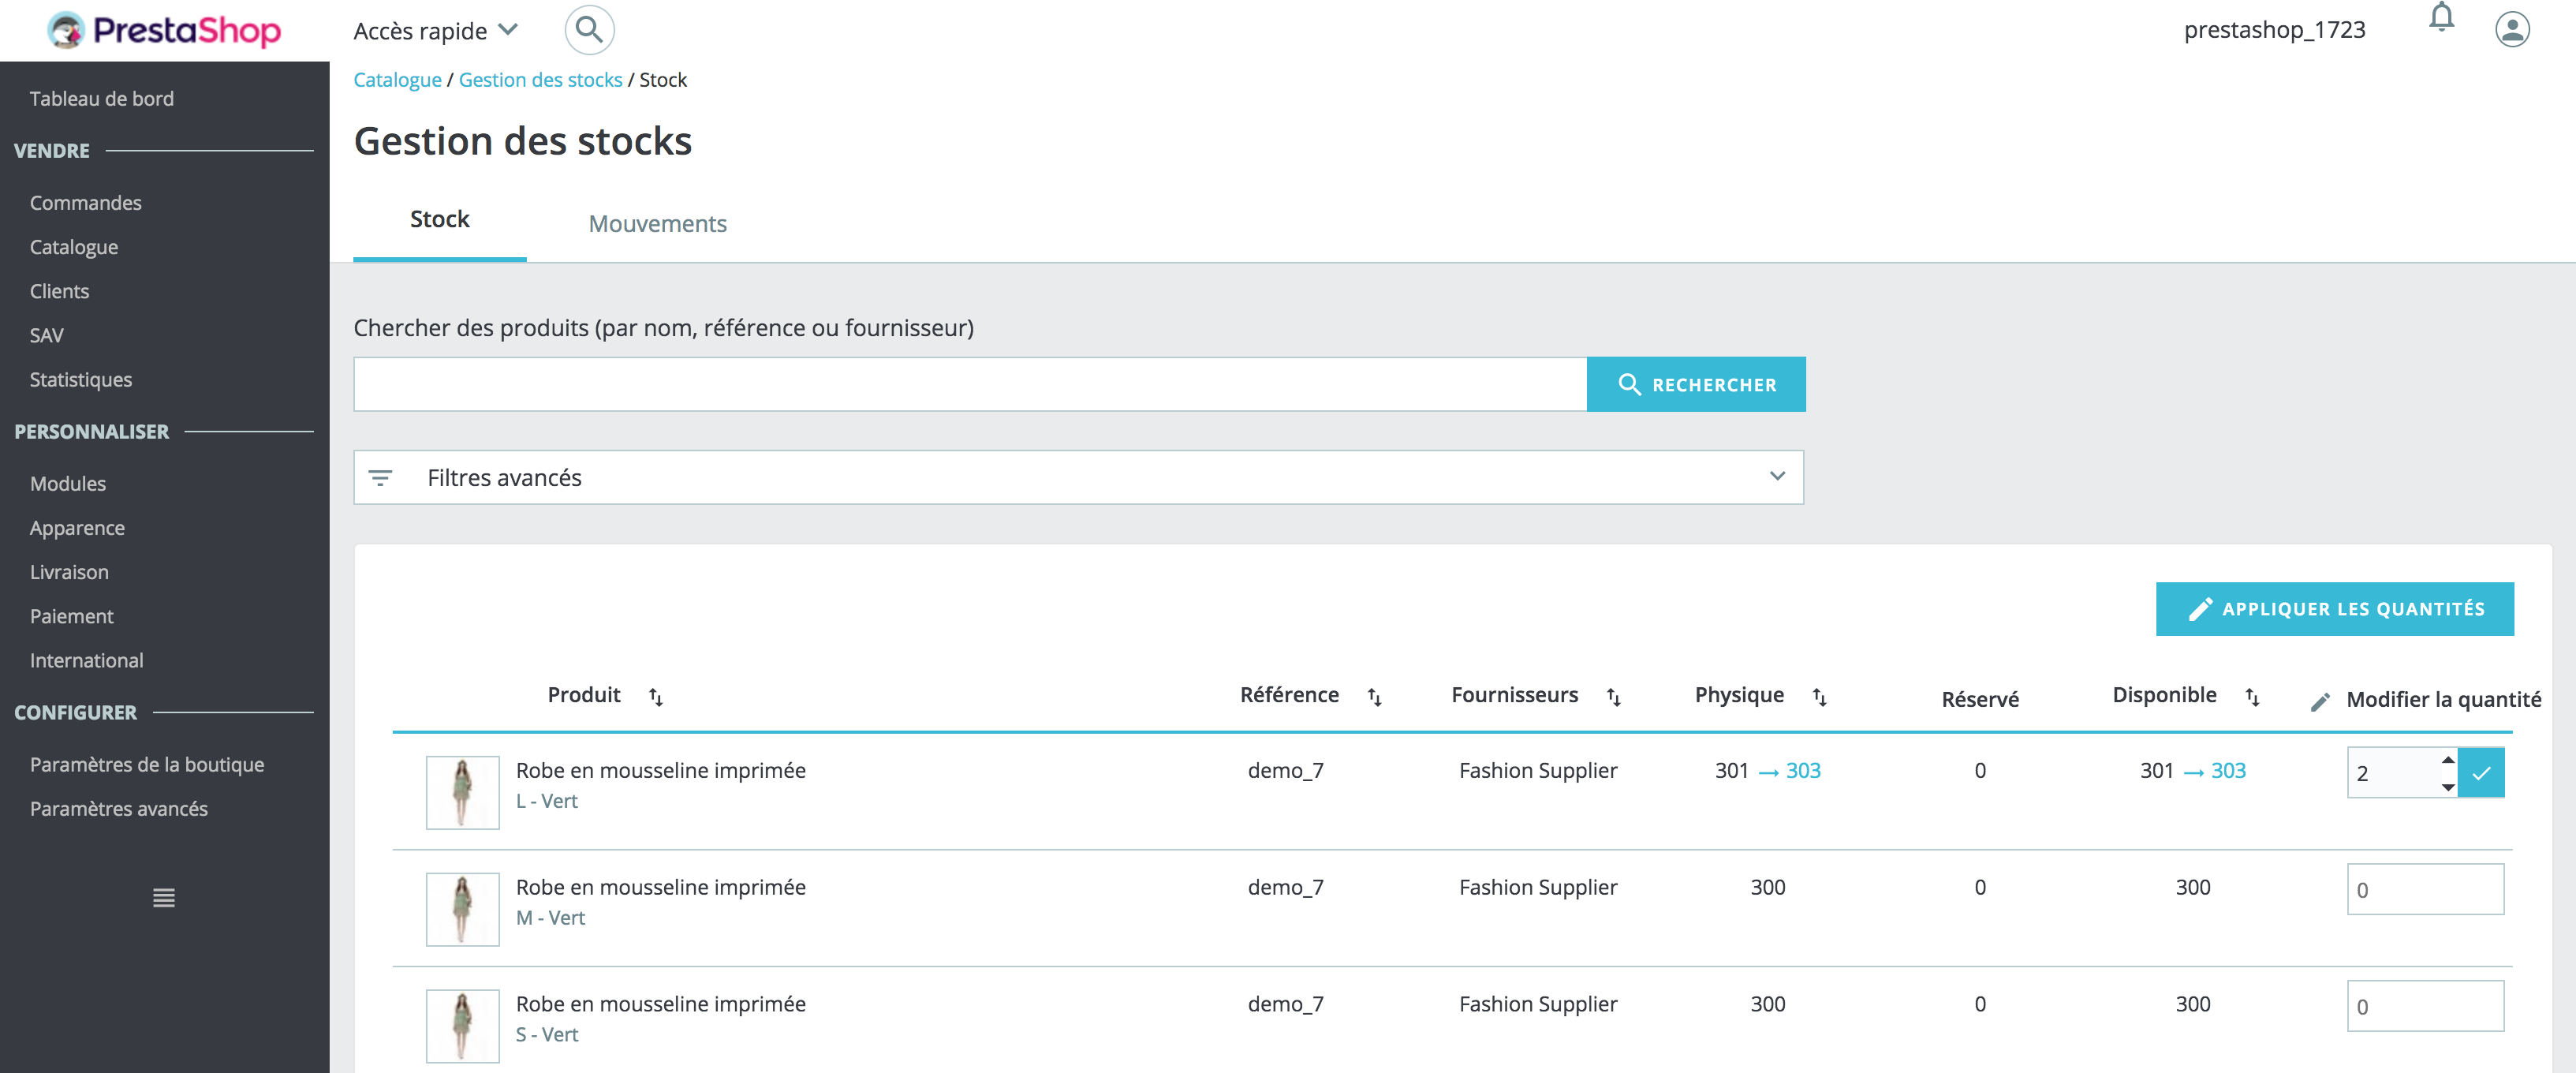 PrestaShop
Accès rapide
prestashop_1723
Catalogue / Gestion des stocks / Stock
Gestion des stocks
Stock
Mouvements
Tableau de bord
VENDRE
Commandes
Catalogue
Clients
SAV
Statistiques
PERSONNALISER
Modules
Apparence
Livraison
Paiement
International
CONFIGURER
Paramètres de la boutique
Paramètres avancés
Chercher des produits (par nom, référence ou fournisseur)
RECHERCHER
Filtres avancés
APPLIQUER LES QUANTITÉS
Produit Référence Fournisseurs Physique Réservé Disponible Modifier la quantité
Robe en mousseline imprimée demo_7 Fashion Supplier 301 → 303 0 301 → 303 2
L - Vert
Robe en mousseline imprimée demo_7 Fashion Supplier 300 0 300 0
M - Vert
Robe en mousseline imprimée demo_7 Fashion Supplier 300 0 300 0
S - Vert